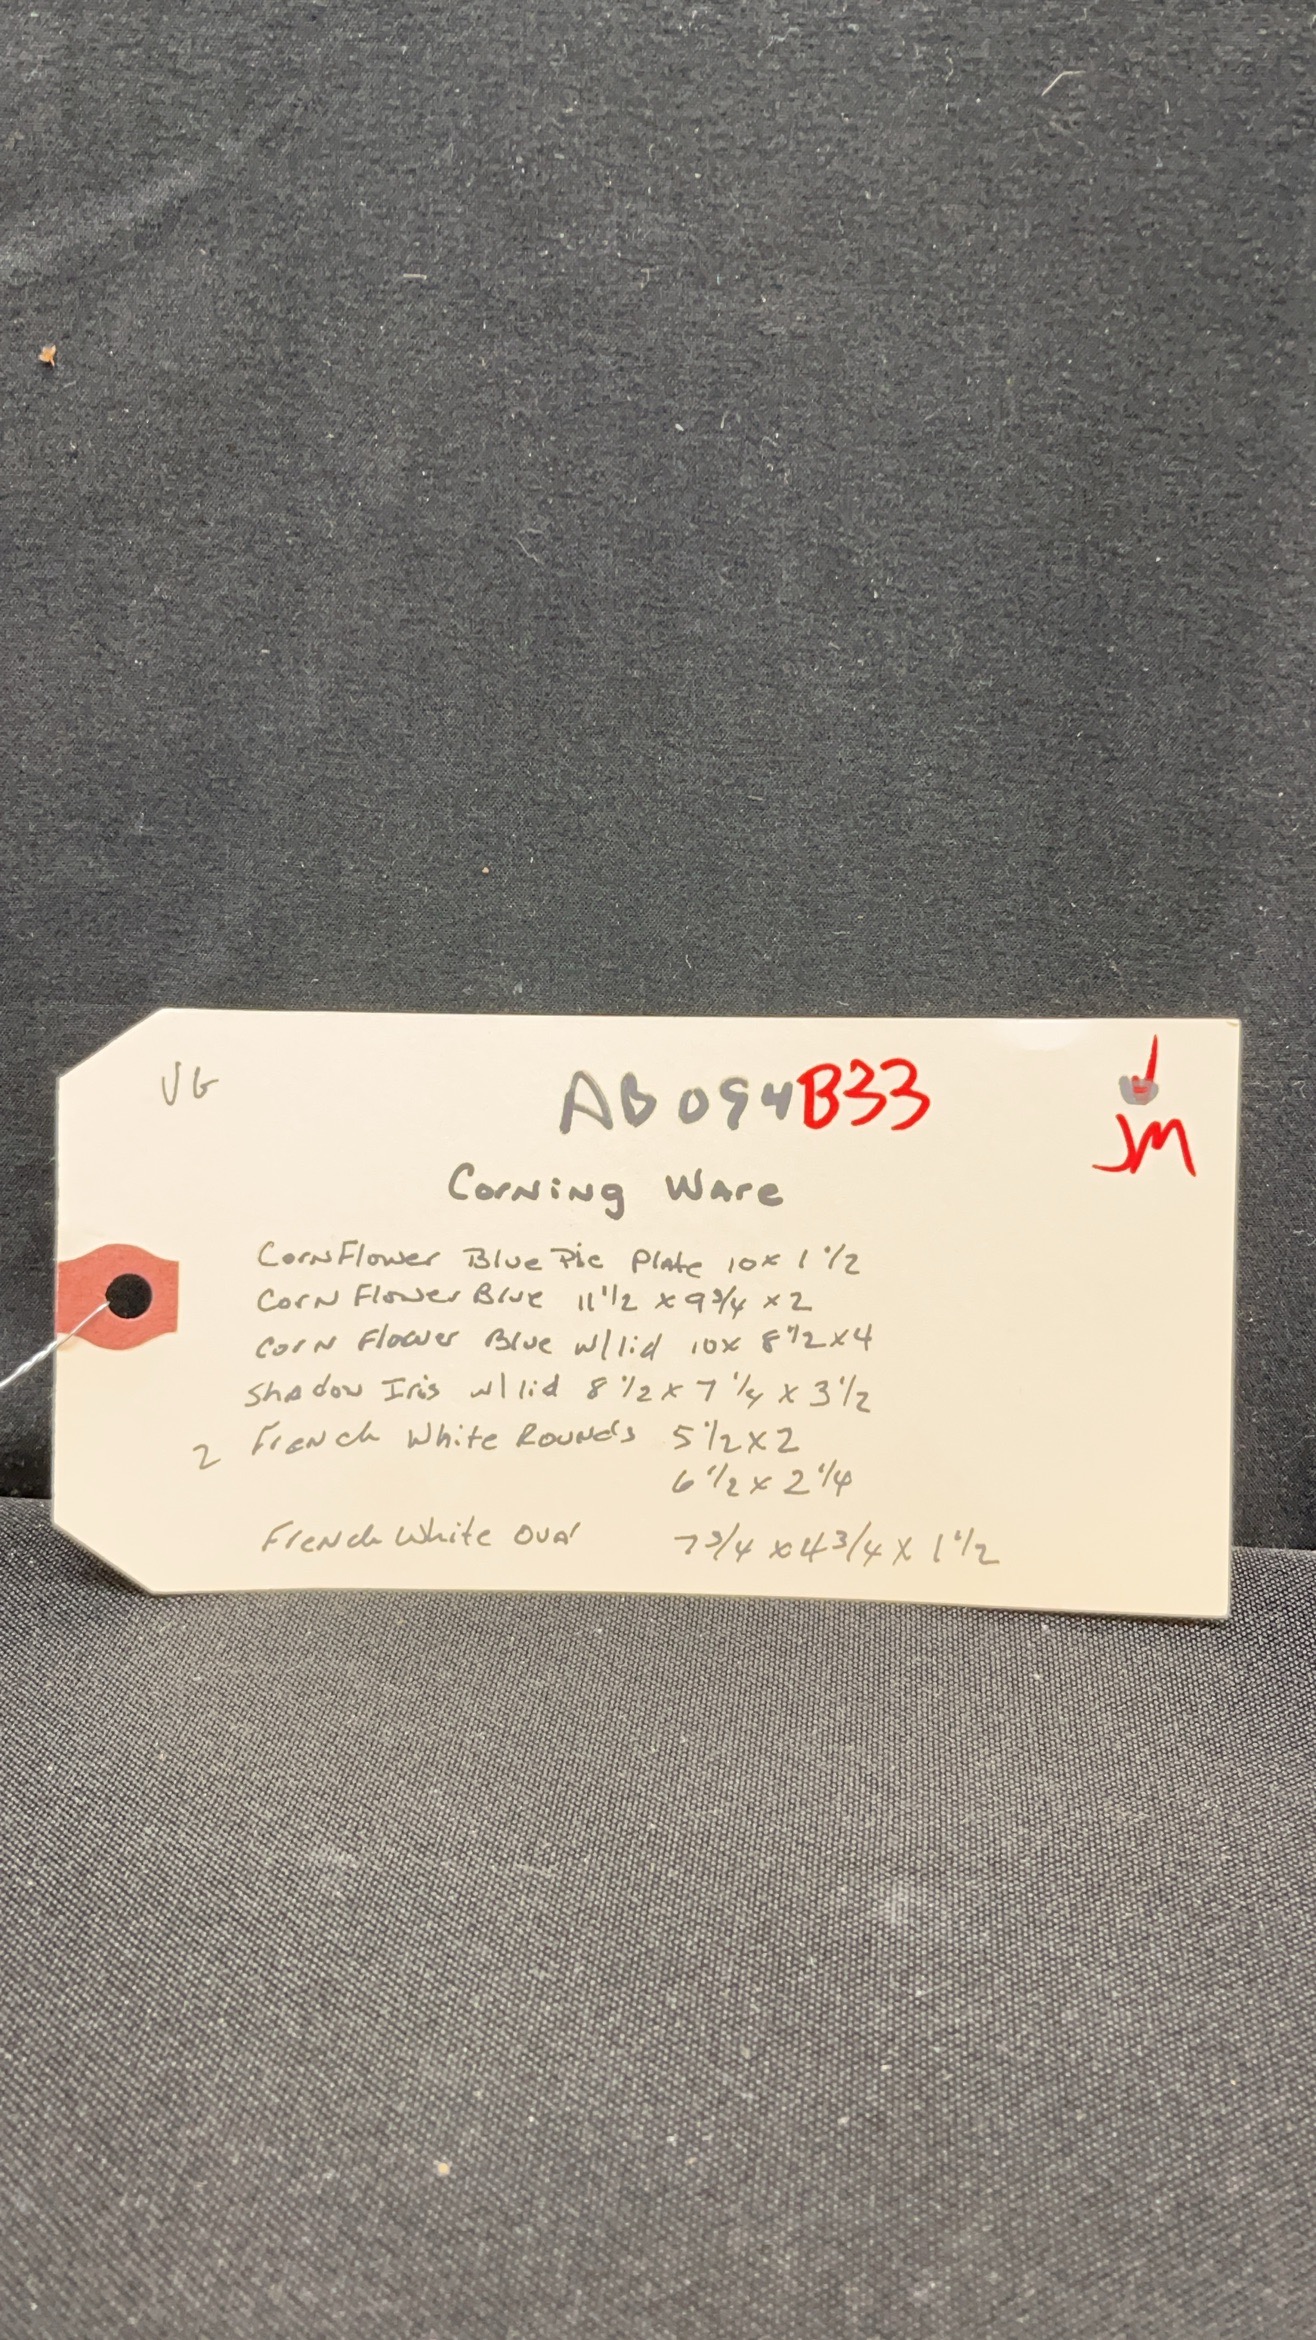 VG
AB094B33
JM
Corning Ware
CornFlower Blue Pie Plate 10x 1 1/2
Corn Flower Blue 11 1/2 x 9 3/4 x 2
Corn Flower Blue w/lid 10x 8 1/2 x 4
Shadow Iris w/lid 8 1/2 x 7 1/4 x 3 1/2
2 French White Rounds 5 1/2 x 2
6 1/2 x 2 1/4
French White Oval 7 3/4 x 4 3/4 x 1 1/2